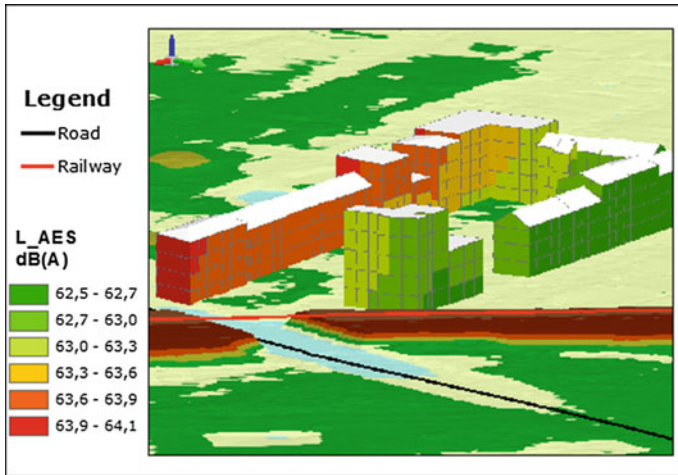 Legend
Road
Railway
L_AES
dB(A)
62,5 - 62,7
62,7 - 63,0
63,0 - 63,3
63,3 - 63,6
63,6 - 63,9
63,9 - 64,1